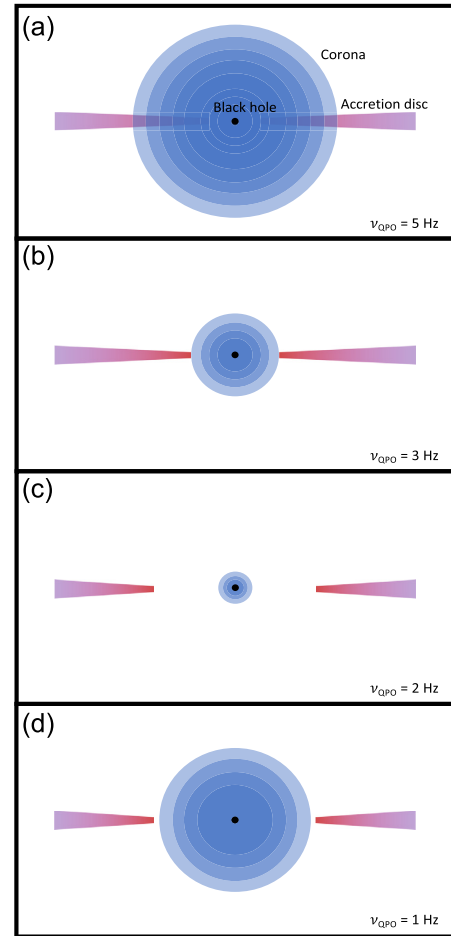 (a)
Corona
Black hole
Accretion disc
νQPO = 5 Hz
(b)
νQPO = 3 Hz
(c)
νQPO = 2 Hz
(d)
νQPO = 1 Hz